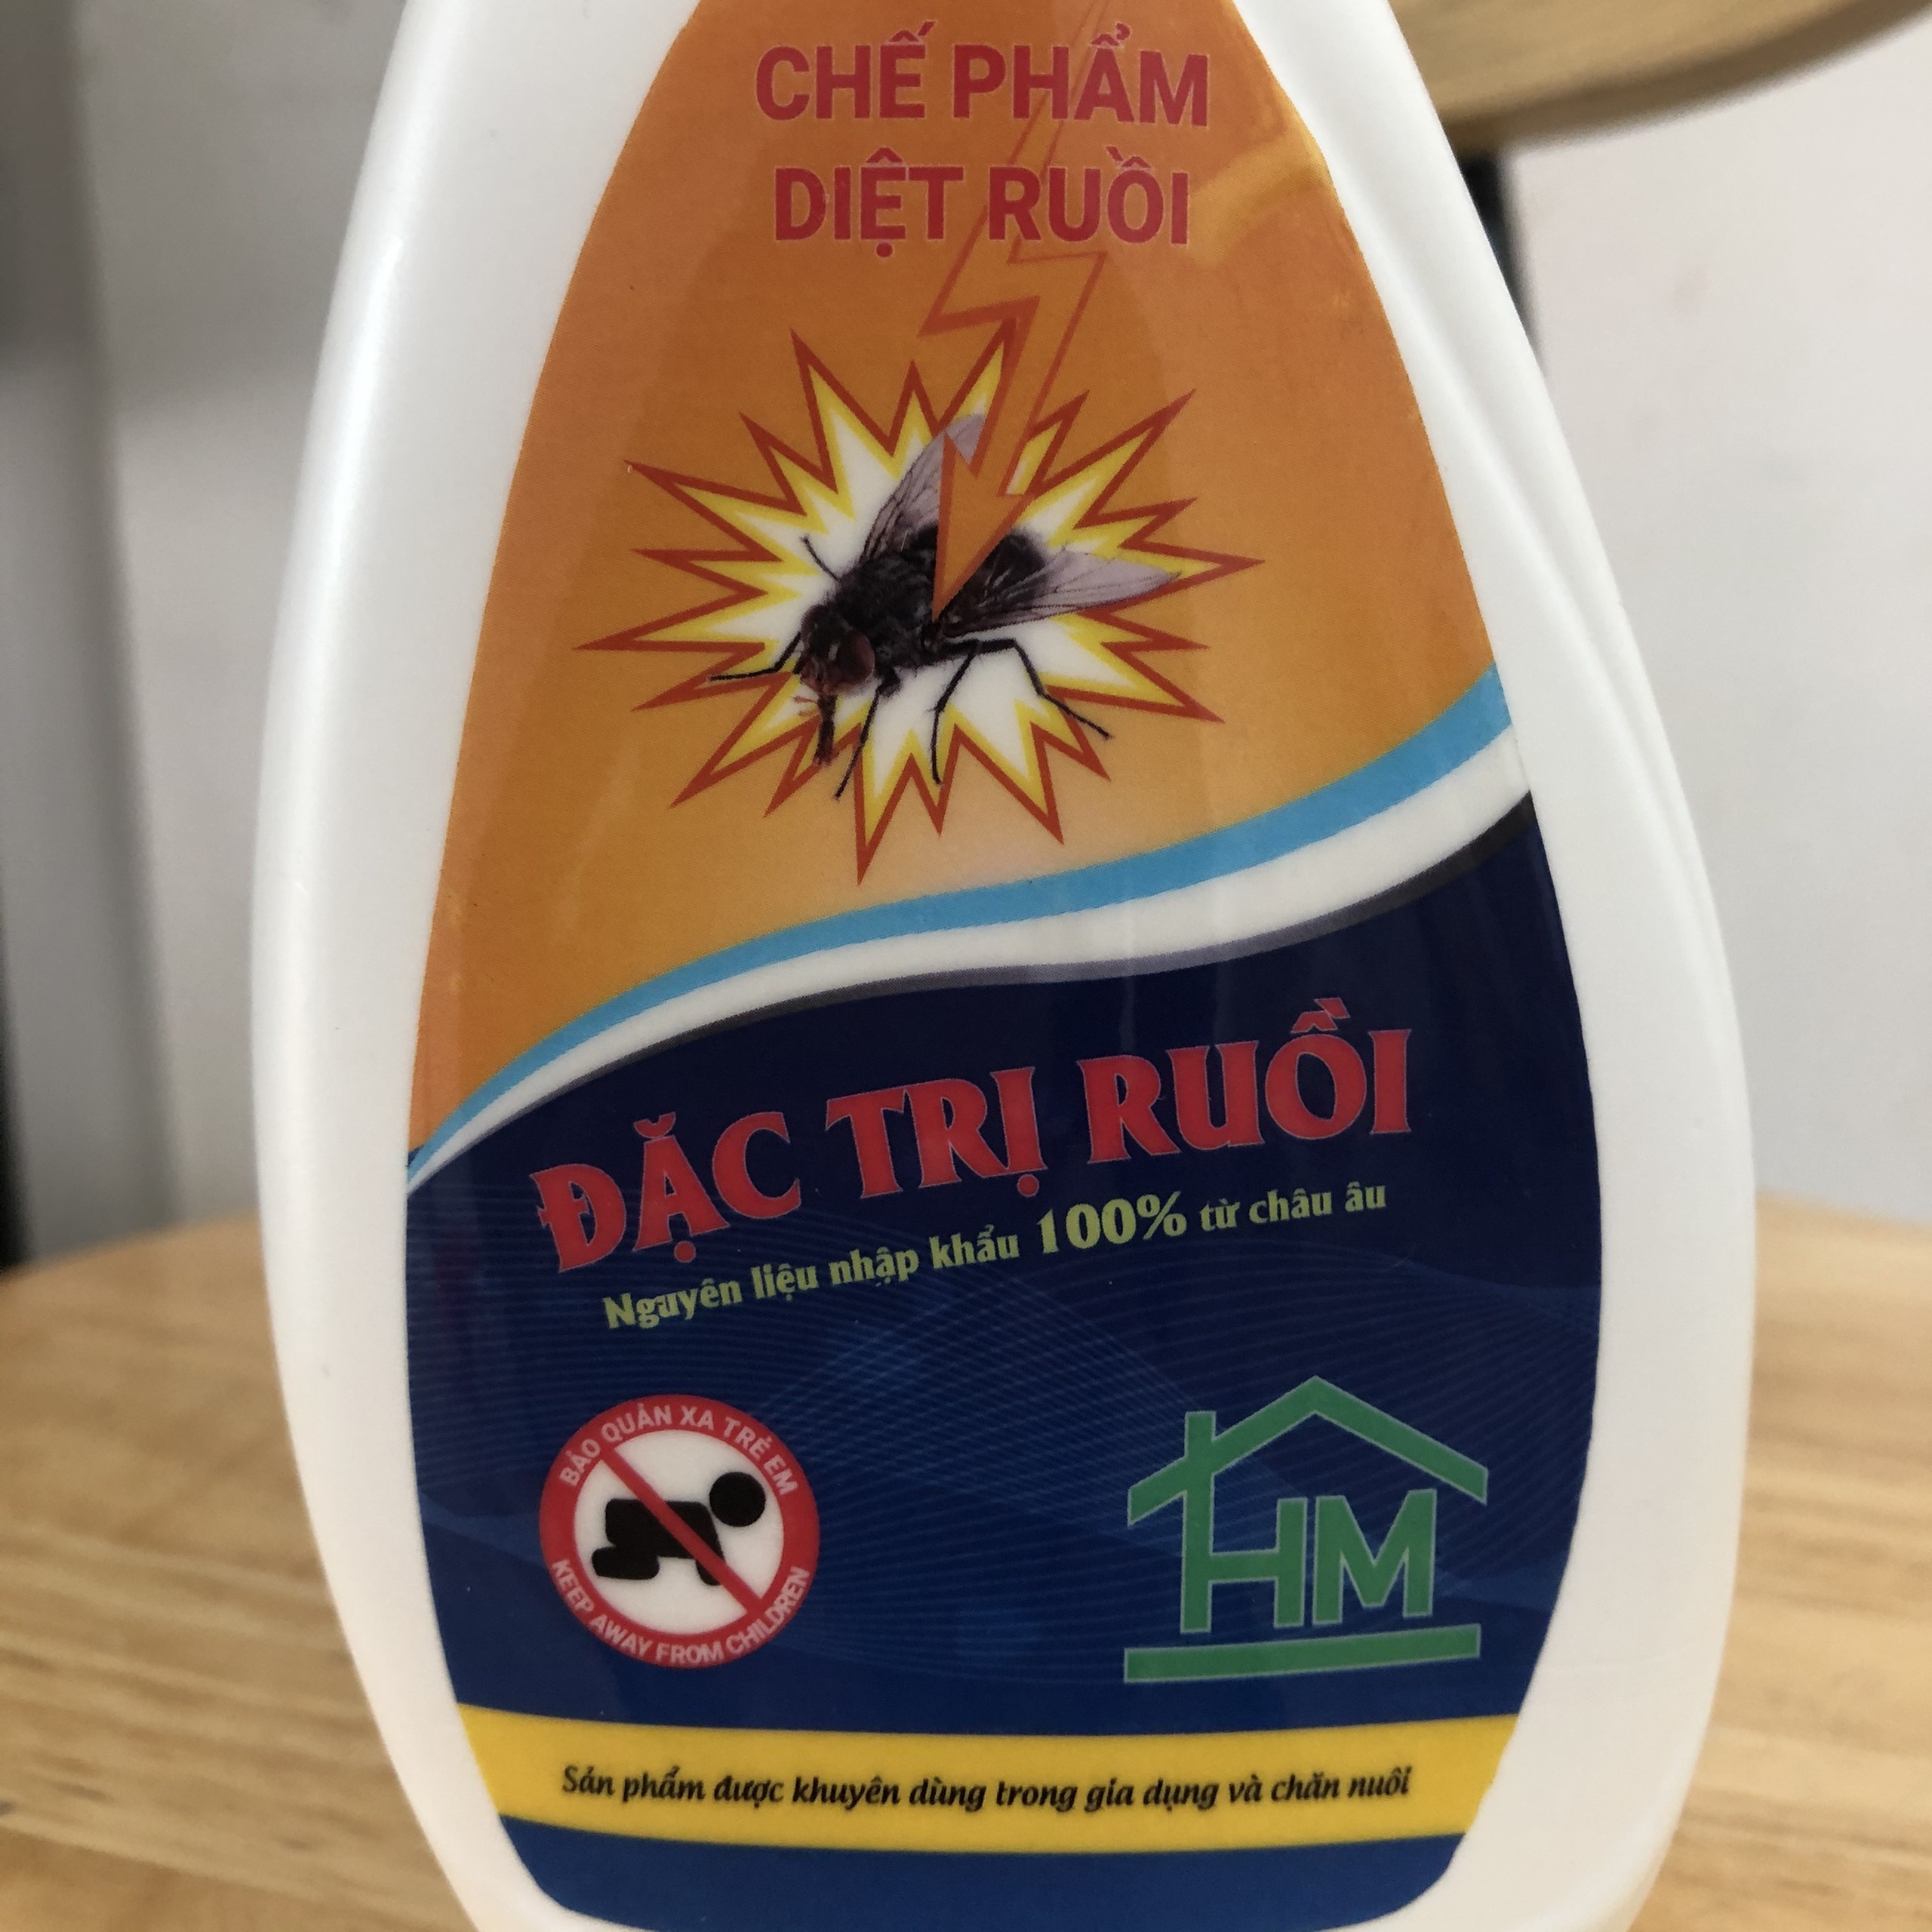 CHẾ PHẨM
DIỆT RUỒI
ĐẶC TRỊ RUỒI
Nguyên liệu nhập khẩu 100% từ châu âu
BẢO QUẢN XA TRẺ EM
KEEP AWAY FROM CHILDREN
HM
Sản phẩm được khuyên dùng trong gia dụng và chăn nuôi